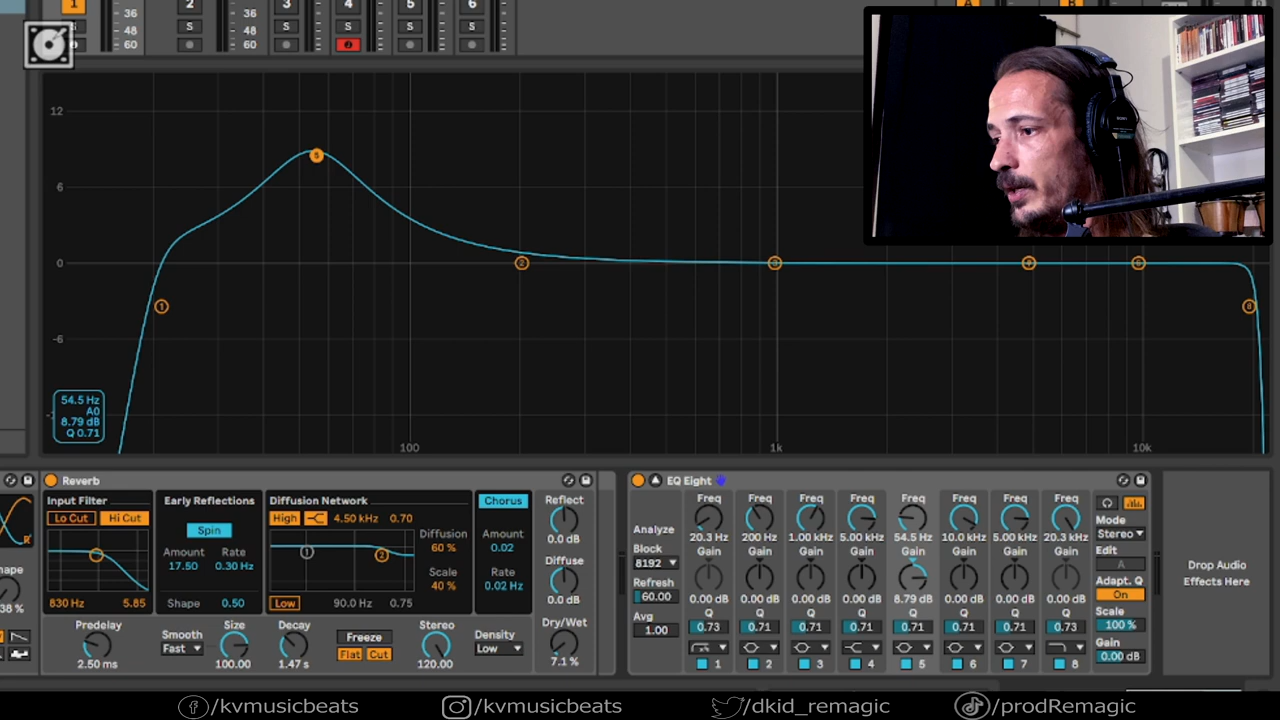 1 2 3 4 5 6
36 36
48 S 48 S S S S
60 60
12
6
0
-6
1 5 2 3 8
54.5 Hz
A0
8.79 dB
Q 0.71
100 1k 10k
Reverb
Input Filter Early Reflections Diffusion Network Chorus Reflect
Lo Cut Hi Cut Spin High 4.50 kHz 0.70 0.0 dB
Amount Rate Diffusion Amount
17.50 0.30 Hz 1 2 60 % 0.02 Diffuse
Scale Rate
830 Hz 5.85 Shape 0.50 Low 90.0 Hz 0.75 40 % 0.02 Hz 0.0 dB
Predelay Smooth Size Decay Freeze Stereo Density Dry/Wet
2.50 ms Fast 100.00 1.47 s Flat Cut 120.00 Low 7.1 %
38 %
EQ Eight
Analyze
Block
8192
Refresh
60.00
Avg
1.00
Freq Freq Freq Freq Freq Freq Freq Freq
20.3 Hz 200 Hz 1.00 kHz 5.00 kHz 54.5 Hz 10.0 kHz 5.00 kHz 20.3 kHz
Gain Gain Gain Gain Gain Gain Gain Gain
0.00 dB 0.00 dB 0.00 dB 0.00 dB 8.79 dB 0.00 dB 0.00 dB 0.00 dB
Q Q Q Q Q Q Q Q
0.73 0.71 0.71 0.71 0.71 0.71 0.71 0.73
1 2 3 4 5 6 7 8
Mode
Stereo
Edit
A
Adapt. Q
On
Scale
100 %
Gain
0.00 dB
Drop Audio
Effects Here
/kvmusicbeats /kvmusicbeats /dkid_remagic /prodRemagic